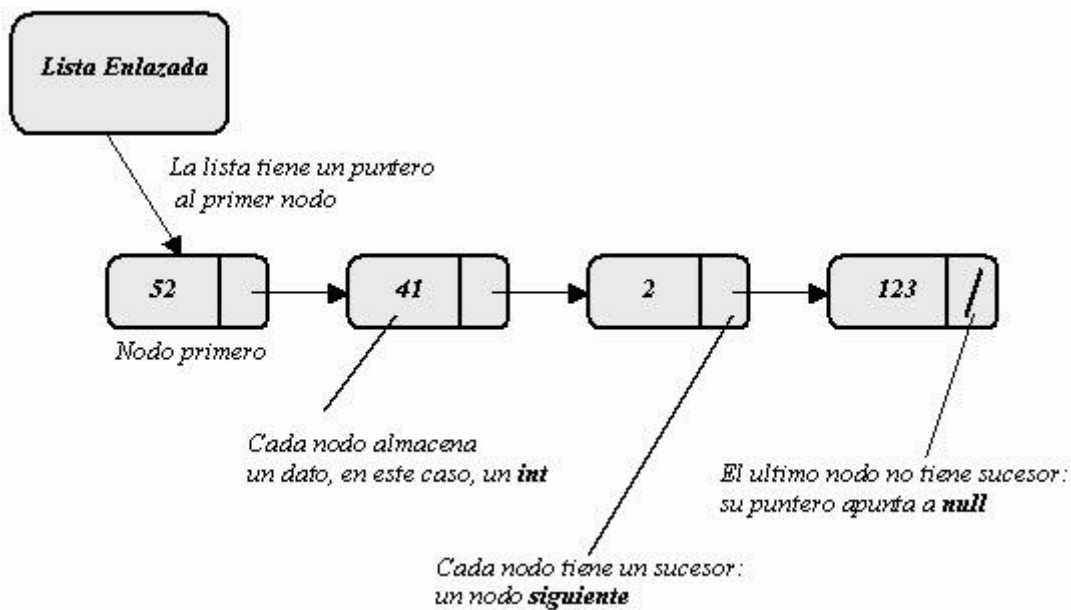 Lista Enlazada
La lista tiene un puntero
al primer nodo
52
41
2
123
Nodo primero
Cada nodo almacena
un dato, en este caso, un int
El ultimo nodo no tiene sucesor:
su puntero apunta a null
Cada nodo tiene un sucesor:
un nodo siguiente